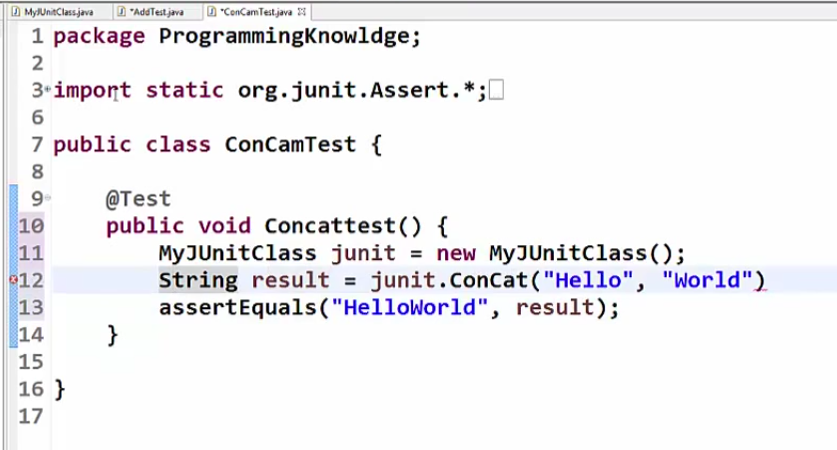 MyJUnitClass.java *AddTest.java *ConCamTest.java
1 package ProgrammingKnowldge;
2
3 import static org.junit.Assert.*;
6
7 public class ConCamTest {
8
9 @Test
10 public void Concattest() {
11 MyJUnitClass junit = new MyJUnitClass();
12 String result = junit.ConCat("Hello", "World")
13 assertEquals("HelloWorld", result);
14 }
15
16 }
17